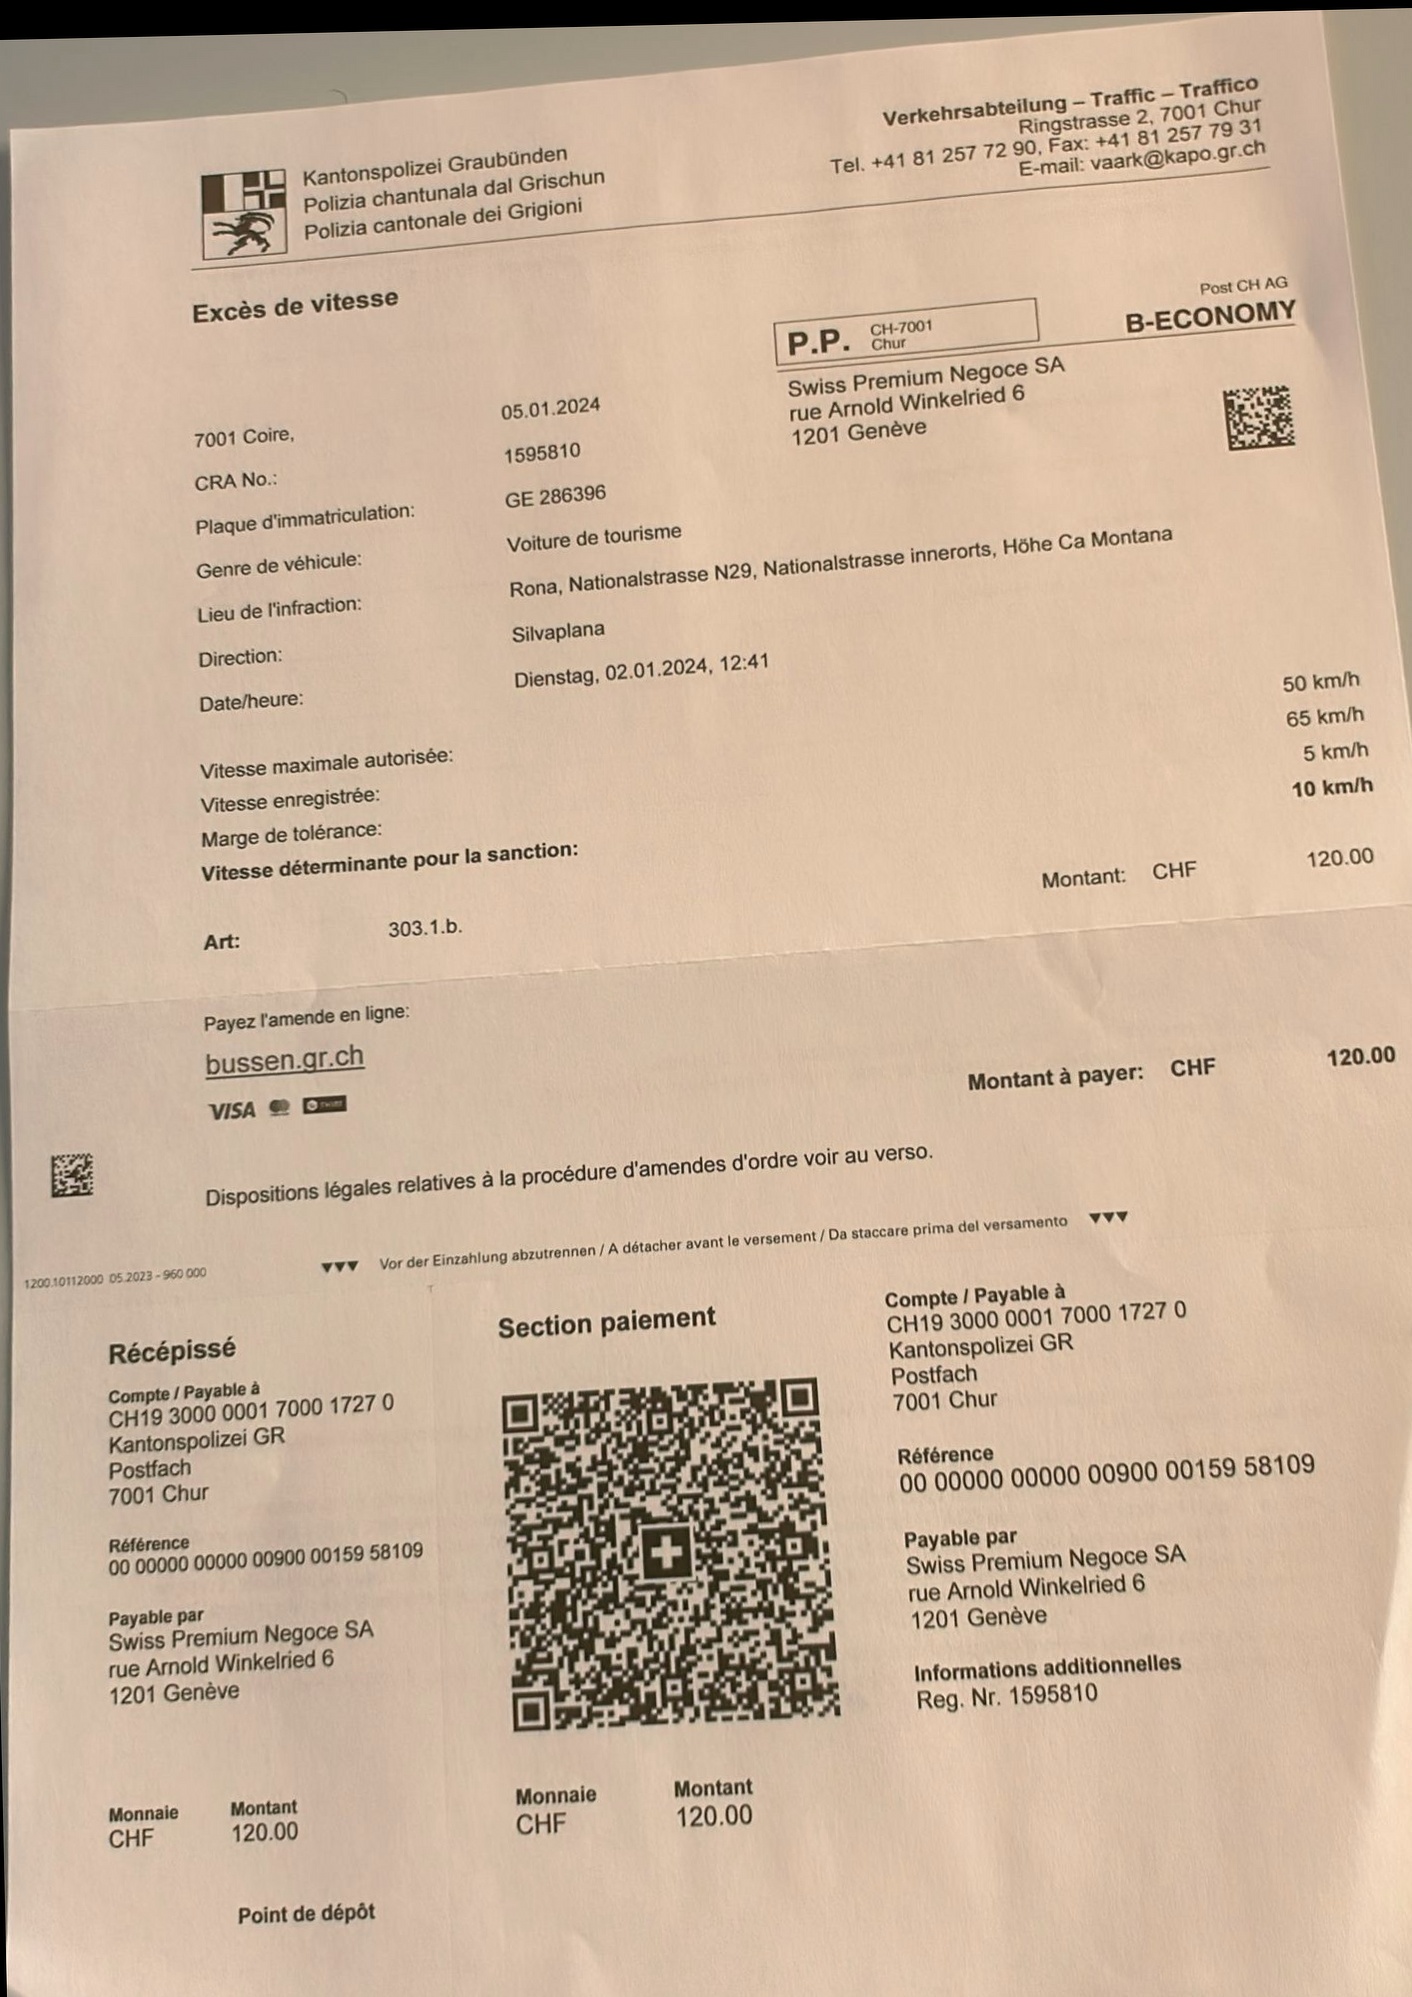 Kantonspolizei Graubünden
Polizia chantunala dal Grischun
Polizia cantonale dei Grigioni
Verkehrsabteilung – Traffic – Traffico
Ringstrasse 2, 7001 Chur
Tel. +41 81 257 72 90, Fax: +41 81 257 79 31
E-mail: vaark@kapo.gr.ch
Excès de vitesse
Post CH AG
P.P. CH-7001 Chur B-ECONOMY
Swiss Premium Negoce SA
rue Arnold Winkelried 6
1201 Genève
7001 Coire, 05.01.2024
CRA No.: 1595810
Plaque d'immatriculation: GE 286396
Genre de véhicule: Voiture de tourisme
Lieu de l'infraction: Rona, Nationalstrasse N29, Nationalstrasse innerorts, Höhe Ca Montana
Direction: Silvaplana
Date/heure: Dienstag, 02.01.2024, 12:41
Vitesse maximale autorisée: 50 km/h
Vitesse enregistrée: 65 km/h
Marge de tolérance: 5 km/h
Vitesse déterminante pour la sanction: 10 km/h
Art: 303.1.b. Montant: CHF 120.00
Payez l'amende en ligne:
bussen.gr.ch
VISA
Montant à payer: CHF 120.00
Dispositions légales relatives à la procédure d'amendes d'ordre voir au verso.
▼▼▼ Vor der Einzahlung abzutrennen / A détacher avant le versement / Da staccare prima del versamento ▼▼▼
1200.10112000 05.2023 - 960 000
Récépissé
Compte / Payable à
CH19 3000 0001 7000 1727 0
Kantonspolizei GR
Postfach
7001 Chur
Référence
00 00000 00000 00900 00159 58109
Payable par
Swiss Premium Negoce SA
rue Arnold Winkelried 6
1201 Genève
Monnaie Montant
CHF 120.00
Point de dépôt
Section paiement
Monnaie Montant
CHF 120.00
Compte / Payable à
CH19 3000 0001 7000 1727 0
Kantonspolizei GR
Postfach
7001 Chur
Référence
00 00000 00000 00900 00159 58109
Payable par
Swiss Premium Negoce SA
rue Arnold Winkelried 6
1201 Genève
Informations additionnelles
Reg. Nr. 1595810